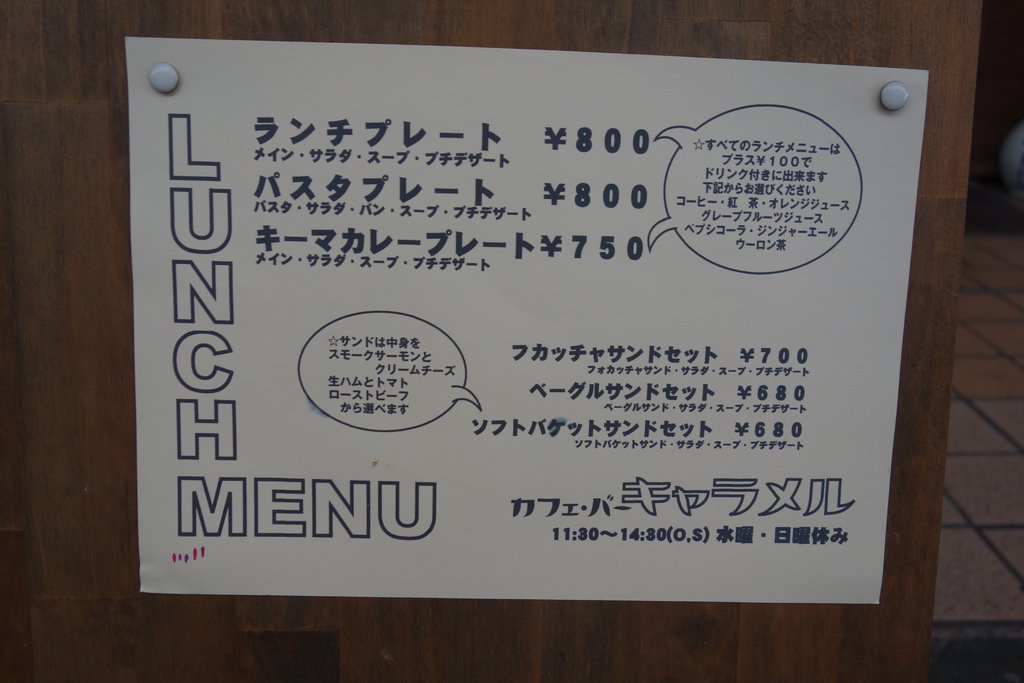 LUNCH
MENU
ランチプレート ¥800
メイン・サラダ・スープ・プチデザート
パスタプレート ¥800
パスタ・サラダ・パン・スープ・プチデザート
キーマカレープレート ¥750
メイン・サラダ・スープ・プチデザート
☆すべてのランチメニューは
プラス¥100で
ドリンク付きに出来ます
下記からお選びください
コーヒー・紅 茶・オレンジジュース
グレープフルーツジュース
ペプシコーラ・ジンジャーエール
ウーロン茶
☆サンドは中身を
スモークサーモンと
クリームチーズ
生ハムとトマト
ローストビーフ
から選べます
フカッチャサンドセット ¥700
フォカッチャサンド・サラダ・スープ・プチデザート
ベーグルサンドセット ¥680
ベーグルサンド・サラダ・スープ・プチデザート
ソフトバケットサンドセット ¥680
ソフトバケットサンド・サラダ・スープ・プチデザート
カフェ・バーキャラメル
11:30〜14:30(O,S) 水曜・日曜休み